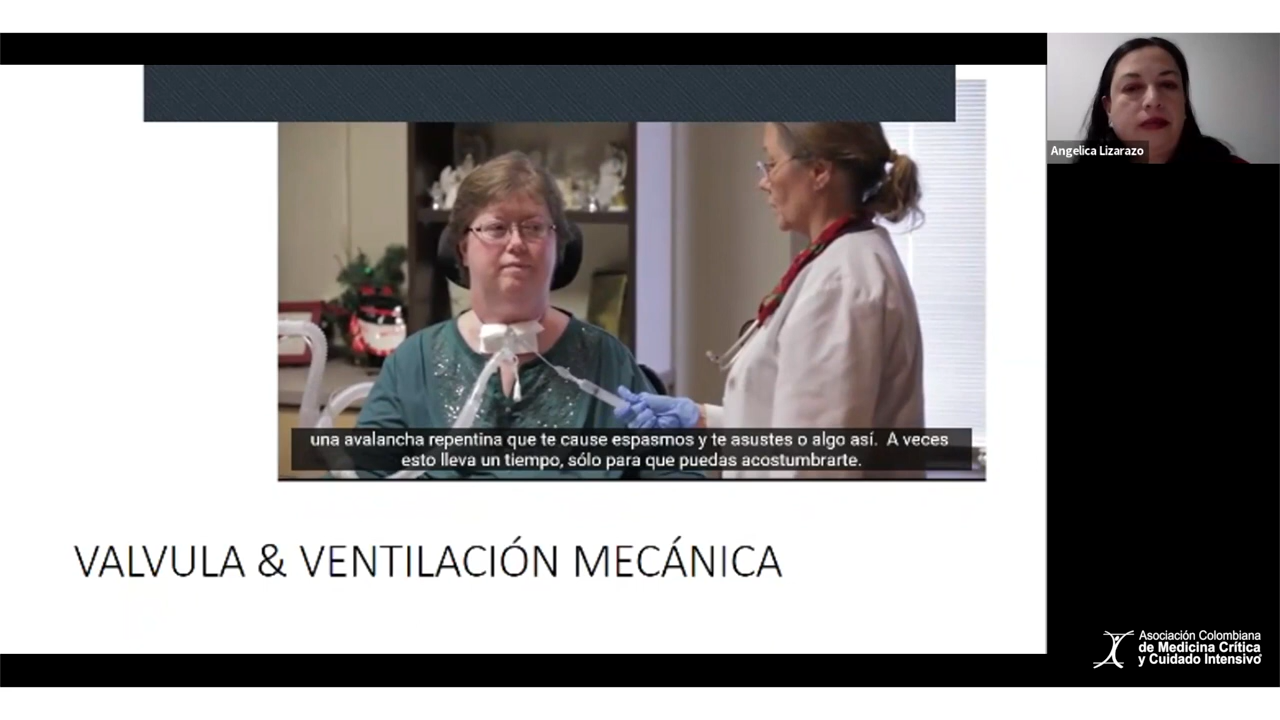 Angelica Lizarazo
una avalancha repentina que te cause espasmos y te asustes o algo así.  A veces
esto lleva un tiempo, sólo para que puedas acostumbrarte.
VALVULA & VENTILACIÓN MECÁNICA
Asociación Colombiana
de Medicina Crítica
y Cuidado Intensivo